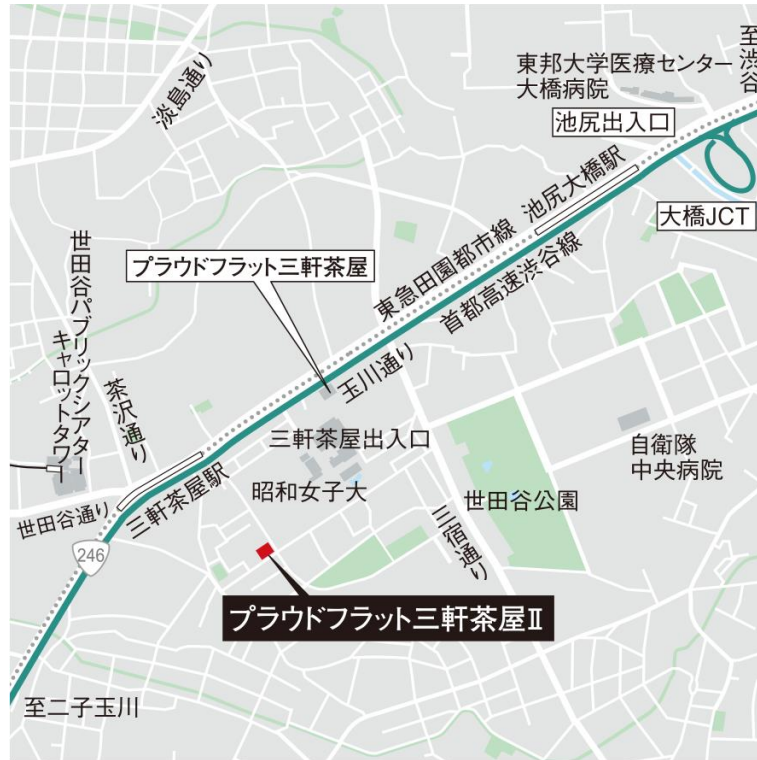 至渋谷
東邦大学医療センター
大橋病院
池尻出入口
淡島通り
池尻大橋駅
大橋JCT
世田谷パブリックシアター
キャロットタワー
プラウドフラット三軒茶屋
東急田園都市線
首都高速渋谷線
玉川通り
茶沢通り
三軒茶屋出入口
自衛隊
中央病院
昭和女子大
世田谷公園
世田谷通り
三軒茶屋駅
三宿通り
246
プラウドフラット三軒茶屋Ⅱ
至二子玉川